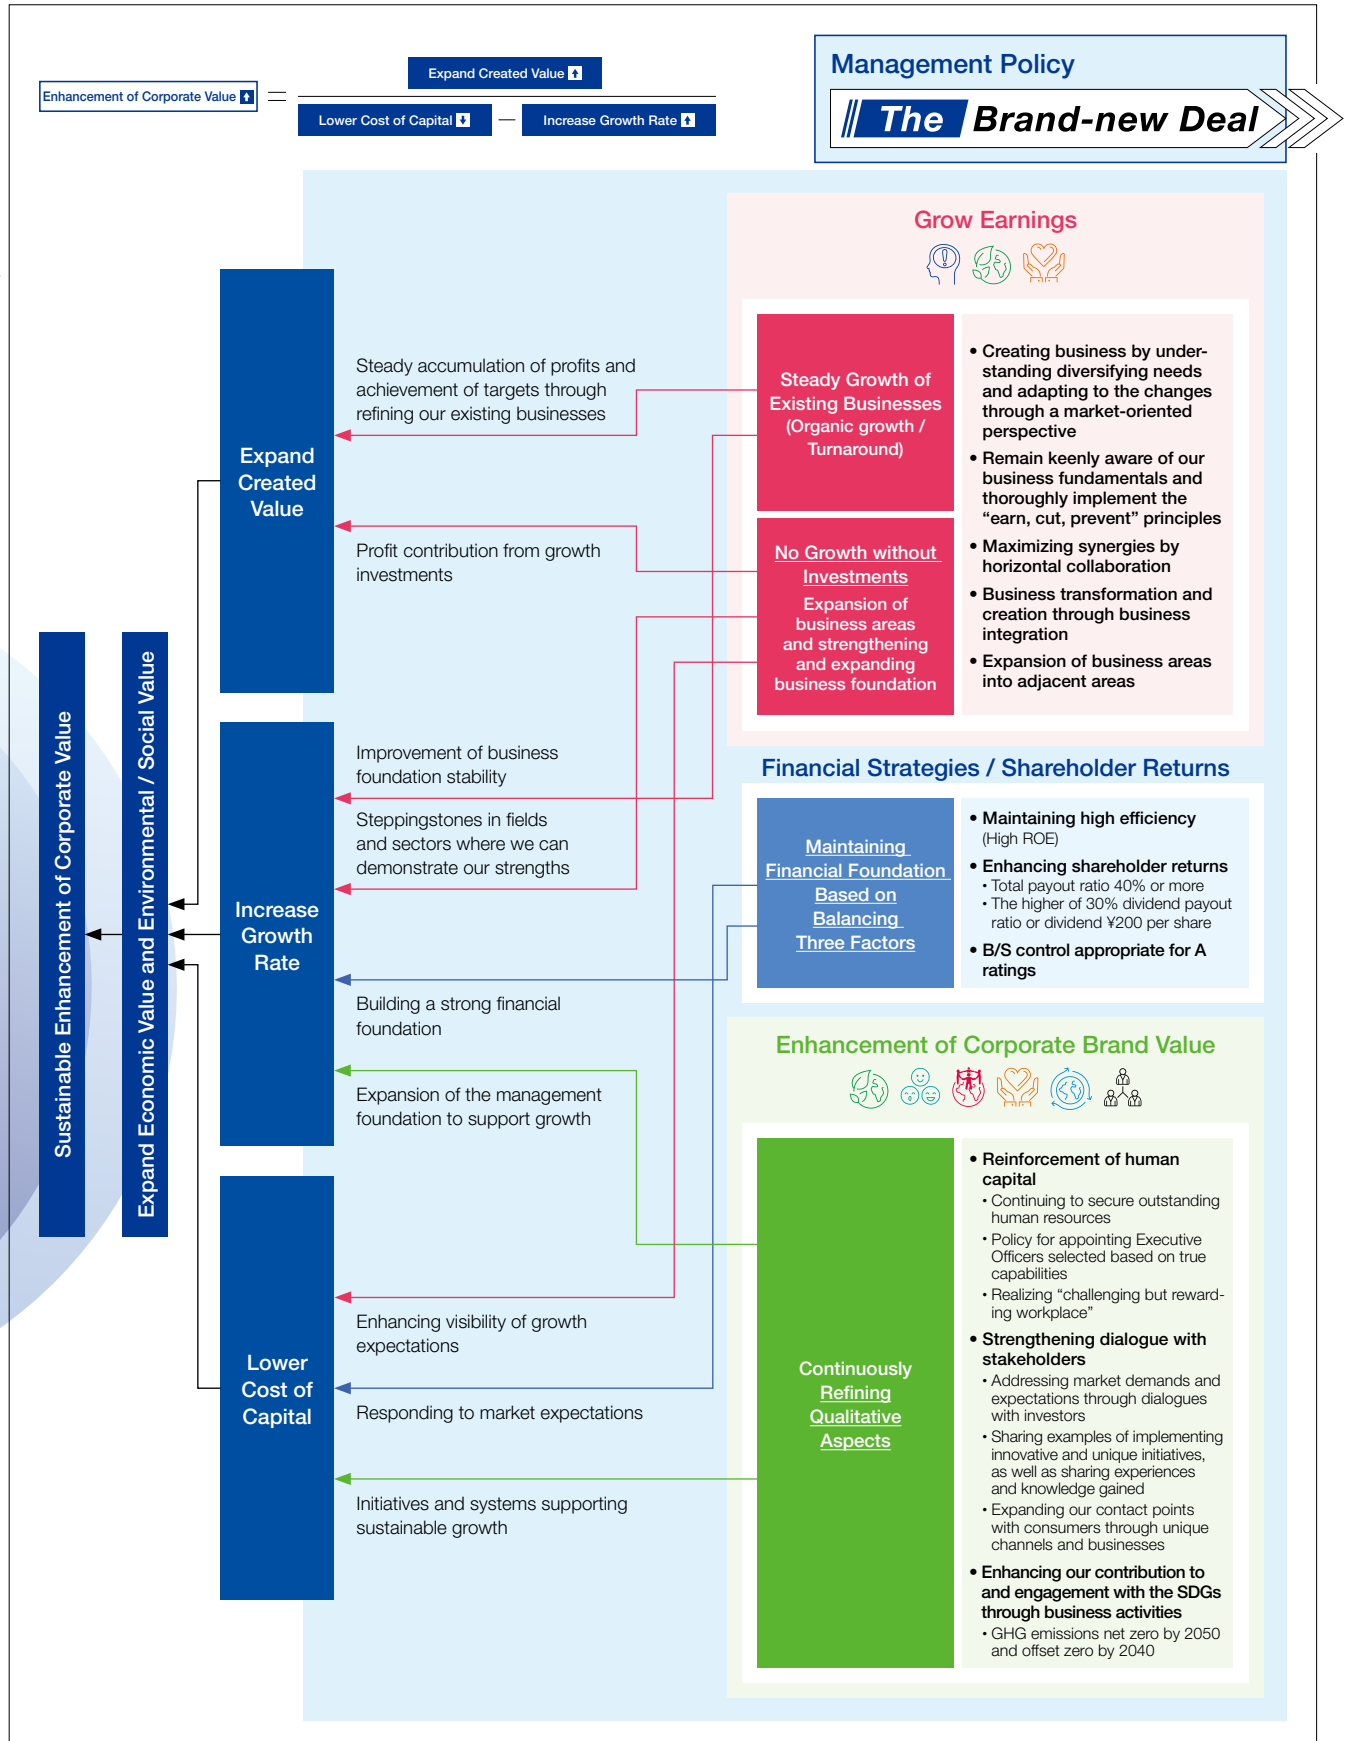 Enhancement of Corporate Value
=
Expand Created Value
Lower Cost of Capital
—
Increase Growth Rate
Management Policy
The Brand-new Deal
Grow Earnings
Steady Growth of
Existing Businesses
(Organic growth /
Turnaround)
No Growth without
Investments
Expansion of
business areas
and strengthening
and expanding
business foundation
• Creating business by under-
standing diversifying needs
and adapting to the changes
through a market-oriented
perspective
• Remain keenly aware of our
business fundamentals and
thoroughly implement the
“earn, cut, prevent” principles
• Maximizing synergies by
horizontal collaboration
• Business transformation and
creation through business
integration
• Expansion of business areas
into adjacent areas
Financial Strategies / Shareholder Returns
Maintaining
Financial Foundation
Based on
Balancing
Three Factors
• Maintaining high efficiency
(High ROE)
• Enhancing shareholder returns
• Total payout ratio 40% or more
• The higher of 30% dividend payout
ratio or dividend ¥200 per share
• B/S control appropriate for A
ratings
Enhancement of Corporate Brand Value
Continuously
Refining
Qualitative
Aspects
• Reinforcement of human
capital
• Continuing to secure outstanding
human resources
• Policy for appointing Executive
Officers selected based on true
capabilities
• Realizing “challenging but reward-
ing workplace”
• Strengthening dialogue with
stakeholders
• Addressing market demands and
expectations through dialogues
with investors
• Sharing examples of implementing
innovative and unique initiatives,
as well as sharing experiences
and knowledge gained
• Expanding our contact points
with consumers through unique
channels and businesses
• Enhancing our contribution to
and engagement with the SDGs
through business activities
• GHG emissions net zero by 2050
and offset zero by 2040
Steady accumulation of profits and
achievement of targets through
refining our existing businesses
Profit contribution from growth
investments
Improvement of business
foundation stability
Steppingstones in fields
and sectors where we can
demonstrate our strengths
Building a strong financial
foundation
Expansion of the management
foundation to support growth
Enhancing visibility of growth
expectations
Responding to market expectations
Initiatives and systems supporting
sustainable growth
Expand
Created
Value
Increase
Growth
Rate
Lower
Cost of
Capital
Expand Economic Value and Environmental / Social Value
Sustainable Enhancement of Corporate Value